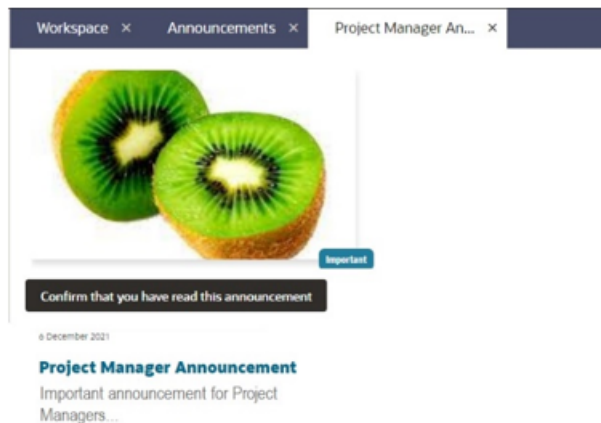 Workspace ×
Announcements ×
Project Manager An... ×
Important
Confirm that you have read this announcement
6 December 2021
Project Manager Announcement
Important announcement for Project
Managers...